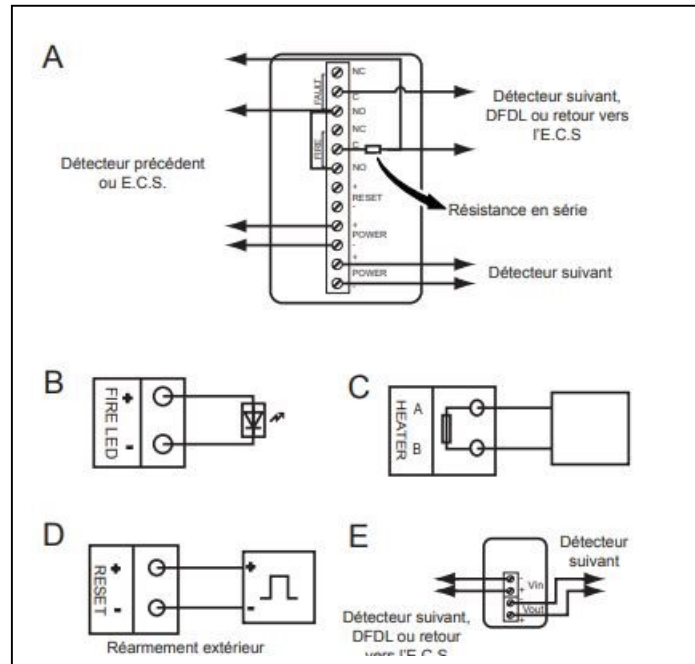 A
NC
C
NO
FAULT
NC
C
NO
FIRE
+
RESET
-
+
POWER
-
+
POWER
-
Détecteur précédent
ou E.C.S.
Détecteur suivant,
DFDL ou retour vers
l'E.C.S
Résistance en série
Détecteur suivant
B
+
-
FIRE LED
C
A
B
HEATER
D
+
-
RESET
+
-
Réarmement extérieur
E
Détecteur
suivant
-
+ Vin
-
Vout
+
Détecteur suivant,
DFDL ou retour
vers l'E.C.S